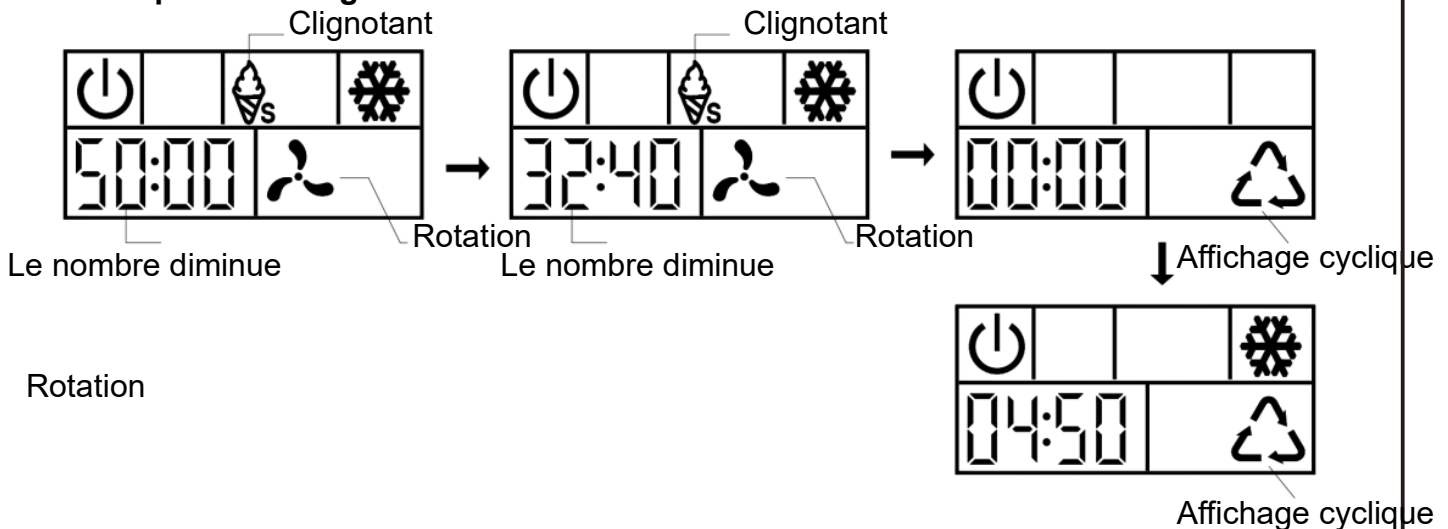 Clignotant
Clignotant
S
S
50:00
32:40
00:00
Rotation
Rotation
Le nombre diminue
Le nombre diminue
Affichage cyclique
Rotation
04:50
Affichage cyclique